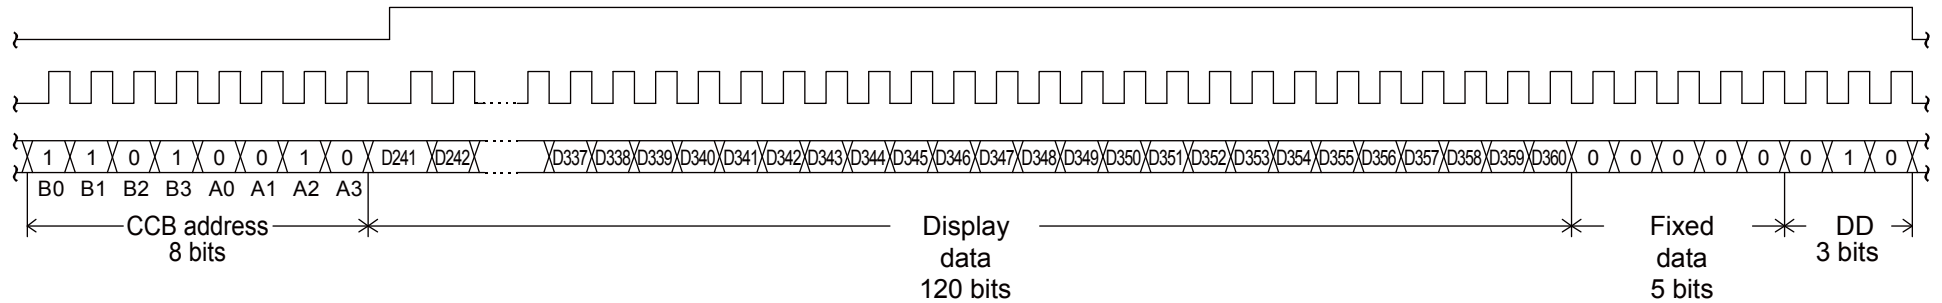 1 1 0 1 0 0 1 0 D241 D242 D337 D338 D339 D340 D341 D342 D343 D344 D345 D346 D347 D348 D349 D350 D351 D352 D353 D354 D355 D356 D357 D358 D359 D360 0 0 0 0 0 0 1 0
B0 B1 B2 B3 A0 A1 A2 A3
CCB address
8 bits
Display
data
120 bits
Fixed
data
5 bits
DD
3 bits